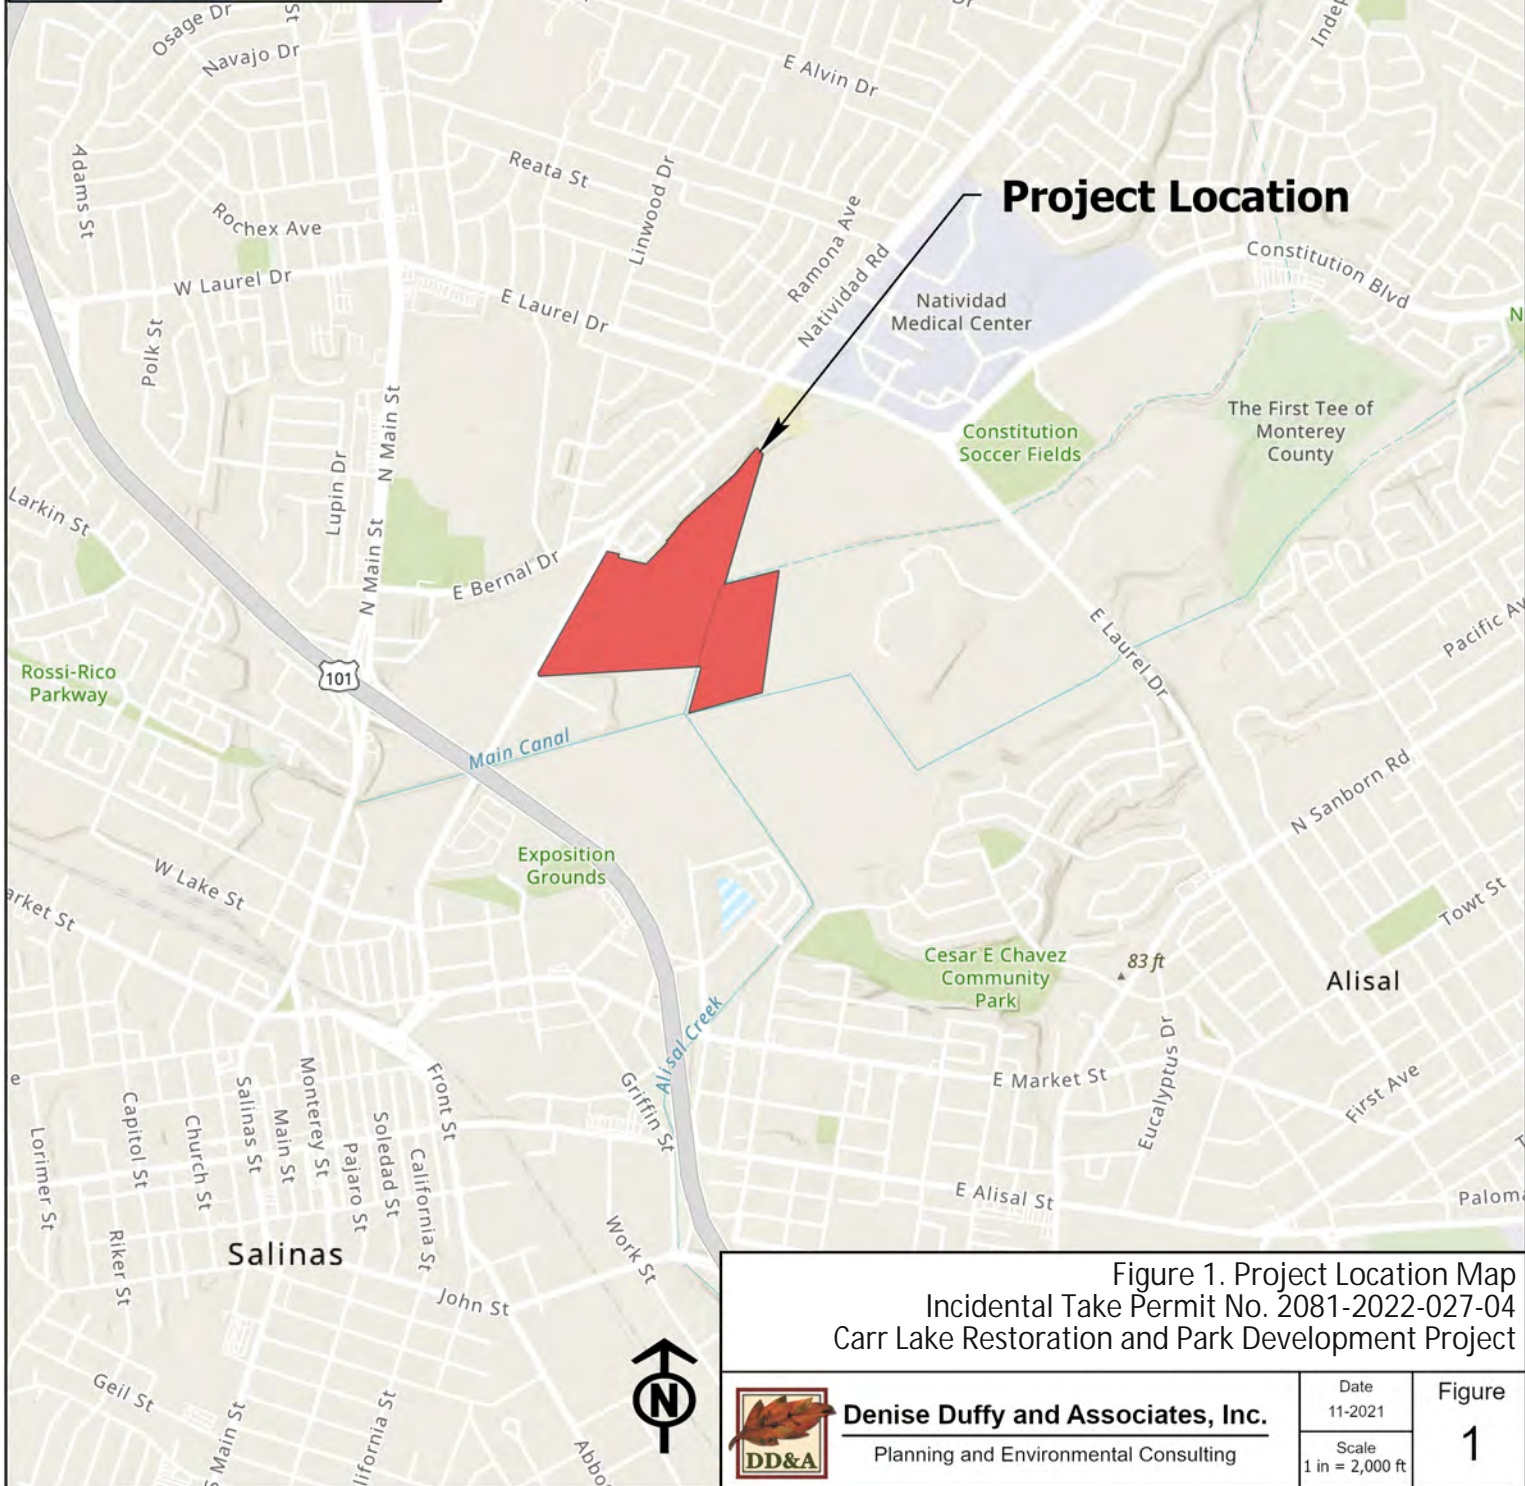 Osage Dr
St
Navajo Dr
Dr
E Alvin Dr
Adams St
Reata St
Linwood Dr
Project Location
Rochex Ave
Ramona Ave
Natividad Rd
Constitution Blvd
W Laurel Dr
E Laurel Dr
Natividad
Medical Center
Polk St
N Main St
The First Tee of
Monterey
County
Constitution
Soccer Fields
Lupin Dr
Larkin St
N Main St
E Bernal Dr
E Laurel Dr
Pacific Av
Rossi-Rico
Parkway
101
Main Canal
N Sanborn Rd
Exposition
Grounds
W Lake St
arket St
Towt St
Cesar E Chavez
Community
Park
83 ft
Alisal
Alisal Creek
Front St
Griffin St
E Market St
Eucalyptus Dr
First Ave
e
Lorimer St
Capitol St
Church St
Salinas St
Main St
Monterey St
Pajaro St
Soledad St
California St
E Alisal St
Paloma
Riker St
Salinas
Work St
John St
Geil St
S Main St
lifornia St
Abbo
N
Figure 1. Project Location Map
Incidental Take Permit No. 2081-2022-027-04
Carr Lake Restoration and Park Development Project
DD&A
Denise Duffy and Associates, Inc.
Planning and Environmental Consulting
Date
11-2021
Scale
1 in = 2,000 ft
Figure
1